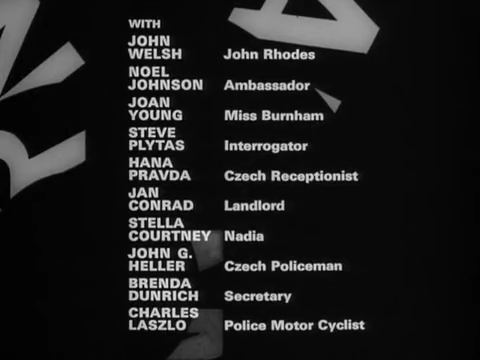 WITH
JOHN
WELSH John Rhodes
NOEL
JOHNSON Ambassador
JOAN
YOUNG Miss Burnham
STEVE
PLYTAS Interrogator
HANA
PRAVDA Czech Receptionist
JAN
CONRAD Landlord
STELLA
COURTNEY Nadia
JOHN G.
HELLER Czech Policeman
BRENDA
DUNRICH Secretary
CHARLES
LASZLO Police Motor Cyclist